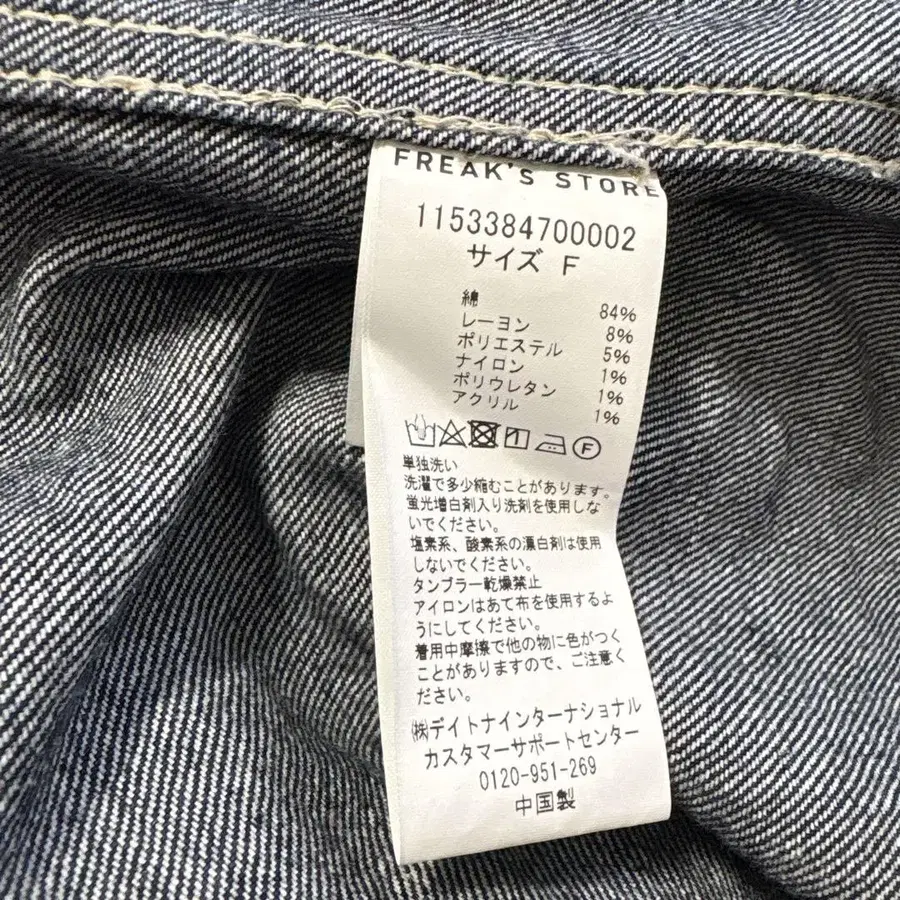 FREAK'S STORE
1153384700002
サイズ F
綿 84%
レーヨン 8%
ポリエステル 5%
ナイロン 1%
ポリウレタン 1%
アクリル 1%
1 F
単独洗い
洗濯で多少縮むことがあります。
蛍光増白剤入り洗剤を使用しな
いでください。
塩素系、酸素系の漂白剤は使用
しないでください。
タンブラー乾燥禁止
アイロンはあて布を使用するよ
うにしてください。
着用中摩擦で他の物に色がつく
ことがありますので、ご注意く
ださい。
㈱デイトナインターナショナル
カスタマーサポートセンター
0120-951-269
中国製